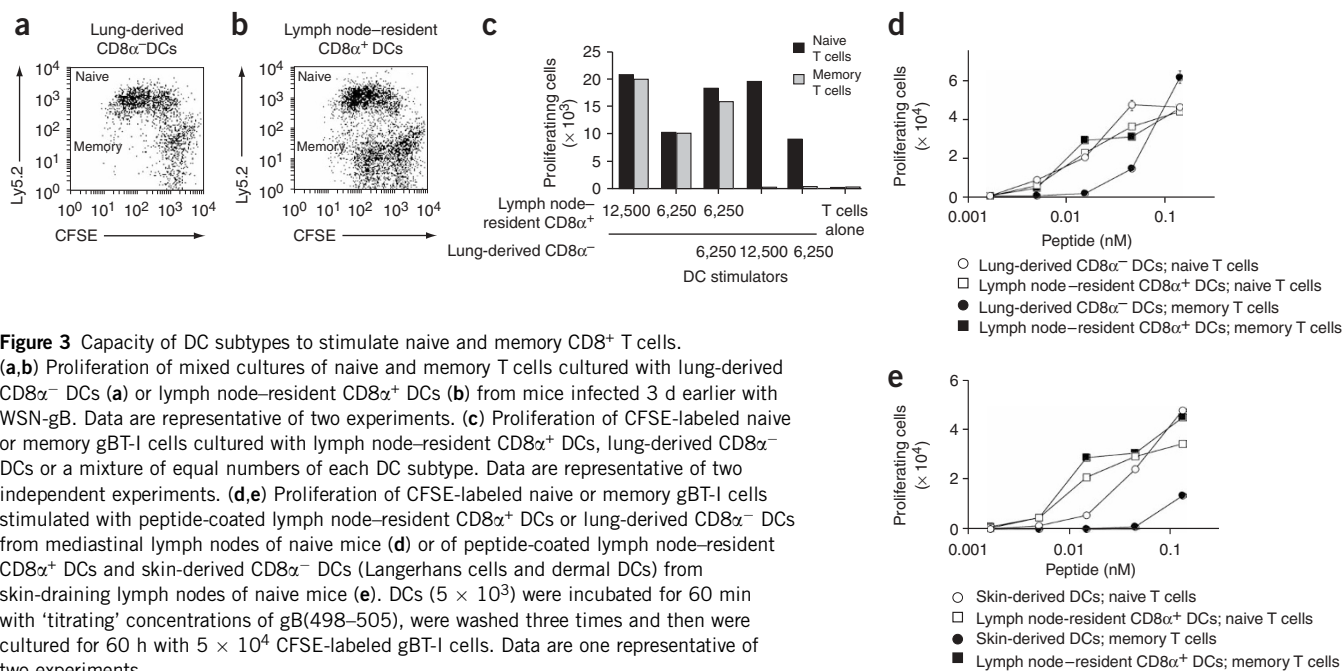 a
Lung-derived
CD8α–DCs
10⁴
Naive
10³
10²
Memory
10¹
10⁰
Ly5.2
10⁰ 10¹ 10² 10³ 10⁴
CFSE
b
Lymph node–resident
CD8α+ DCs
10⁴
Naive
10³
10²
Memory
10¹
10⁰
Ly5.2
10⁰ 10¹ 10² 10³ 10⁴
CFSE
c
25
20
15
10
5
0
Proliferatinng cells
(× 10³)
Naive
T cells
Memory
T cells
Lymph node–
resident CD8α+
12,500 6,250 6,250
T cells
alone
Lung-derived CD8α–
6,250 12,500 6,250
DC stimulators
d
6
4
2
0
Proliferating cells
(× 10⁴)
0.001 0.01 0.1
Peptide (nM)
Lung-derived CD8α– DCs; naive T cells
Lymph node–resident CD8α+ DCs; naive T cells
Lung-derived CD8α– DCs; memory T cells
Lymph node–resident CD8α+ DCs; memory T cells
e
6
4
2
0
Proliferating cells
(× 10⁴)
0.001 0.01 0.1
Peptide (nM)
Skin-derived DCs; naive T cells
Lymph node-resident CD8α+ DCs; naive T cells
Skin-derived DCs; memory T cells
Lymph node–resident CD8α+ DCs; memory T cells
Figure 3 Capacity of DC subtypes to stimulate naive and memory CD8+ T cells.
(a,b) Proliferation of mixed cultures of naive and memory T cells cultured with lung-derived
CD8α– DCs (a) or lymph node–resident CD8α+ DCs (b) from mice infected 3 d earlier with
WSN-gB. Data are representative of two experiments. (c) Proliferation of CFSE-labeled naive
or memory gBT-I cells cultured with lymph node–resident CD8α+ DCs, lung-derived CD8α–
DCs or a mixture of equal numbers of each DC subtype. Data are representative of two
independent experiments. (d,e) Proliferation of CFSE-labeled naive or memory gBT-I cells
stimulated with peptide-coated lymph node–resident CD8α+ DCs or lung-derived CD8α– DCs
from mediastinal lymph nodes of naive mice (d) or of peptide-coated lymph node–resident
CD8α+ DCs and skin-derived CD8α– DCs (Langerhans cells and dermal DCs) from
skin-draining lymph nodes of naive mice (e). DCs (5 × 10³) were incubated for 60 min
with 'titrating' concentrations of gB(498–505), were washed three times and then were
cultured for 60 h with 5 × 10⁴ CFSE-labeled gBT-I cells. Data are one representative of
two experiments.